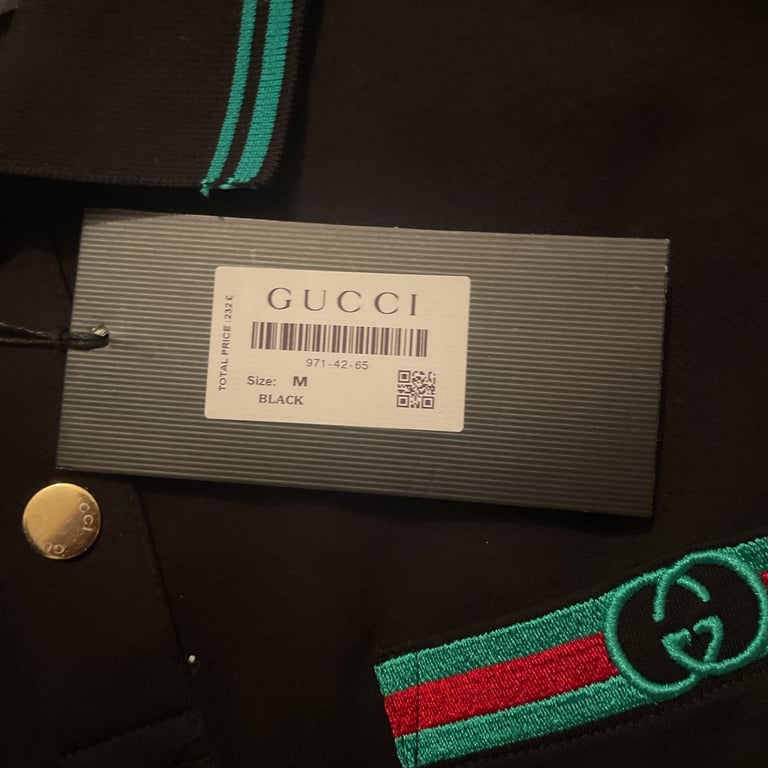 GUCCI
TOTAL PRICE :232 £
971-42-65
Size: M
BLACK